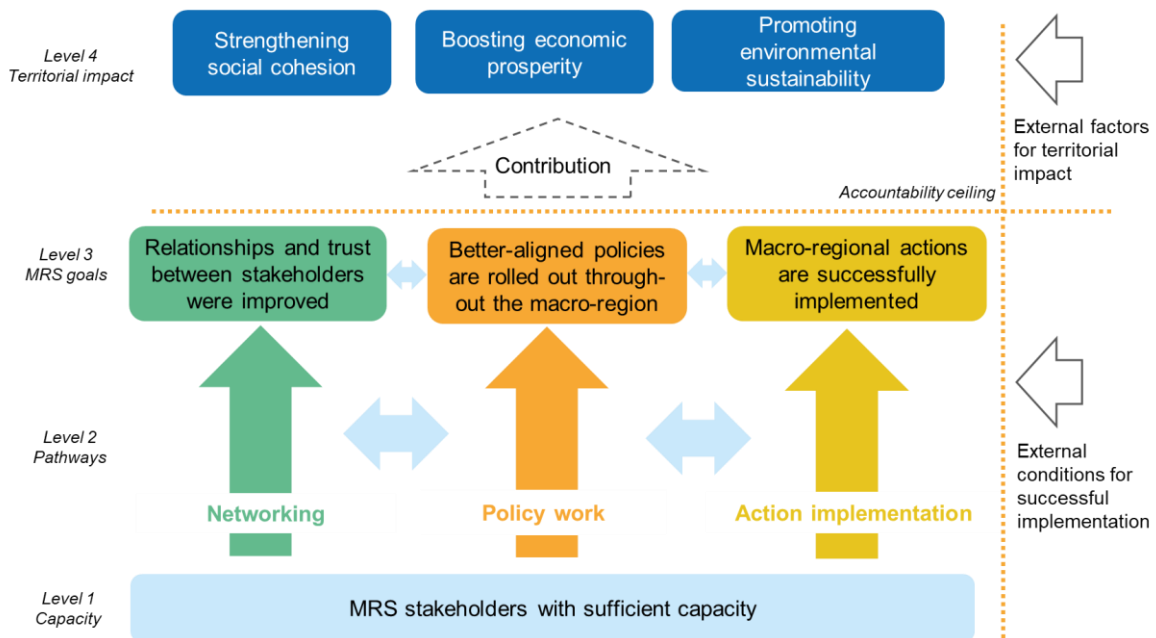 Level 4
Territorial impact
Strengthening
social cohesion
Boosting economic
prosperity
Promoting
environmental
sustainability
External factors
for territorial
impact
Contribution
Accountability ceiling
Level 3
MRS goals
Relationships and trust
between stakeholders
were improved
Better-aligned policies
are rolled out through-
out the macro-region
Macro-regional actions
are successfully
implemented
Level 2
Pathways
External
conditions for
successful
implementation
Networking
Policy work
Action implementation
Level 1
Capacity
MRS stakeholders with sufficient capacity